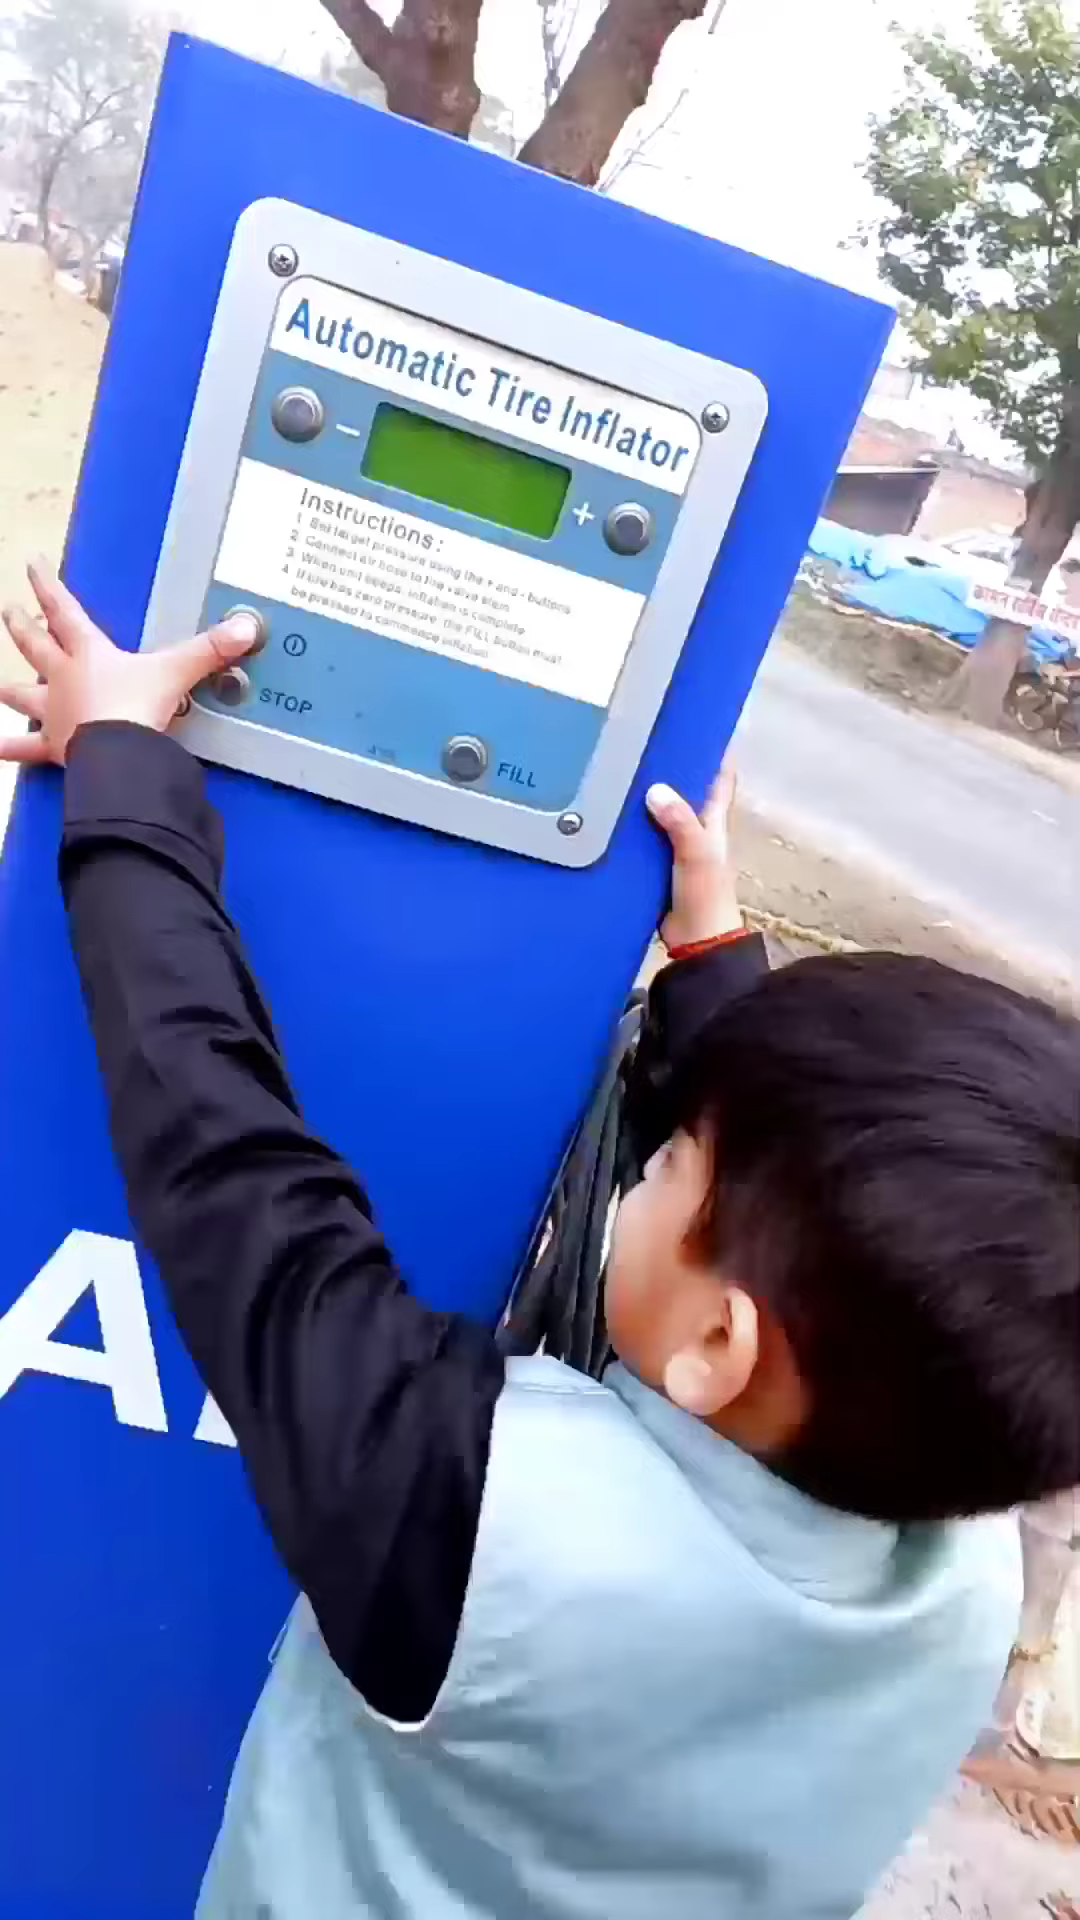 Automatic Tire Inflator
−
+
Instructions:
1. Set target pressure using the + and - buttons
2. Connect air hose to tire valve stem
3. When unit beeps, inflation is complete
4. If tire has zero pressure, the FILL button must
be pressed to commence inflation
STOP
FILL
A